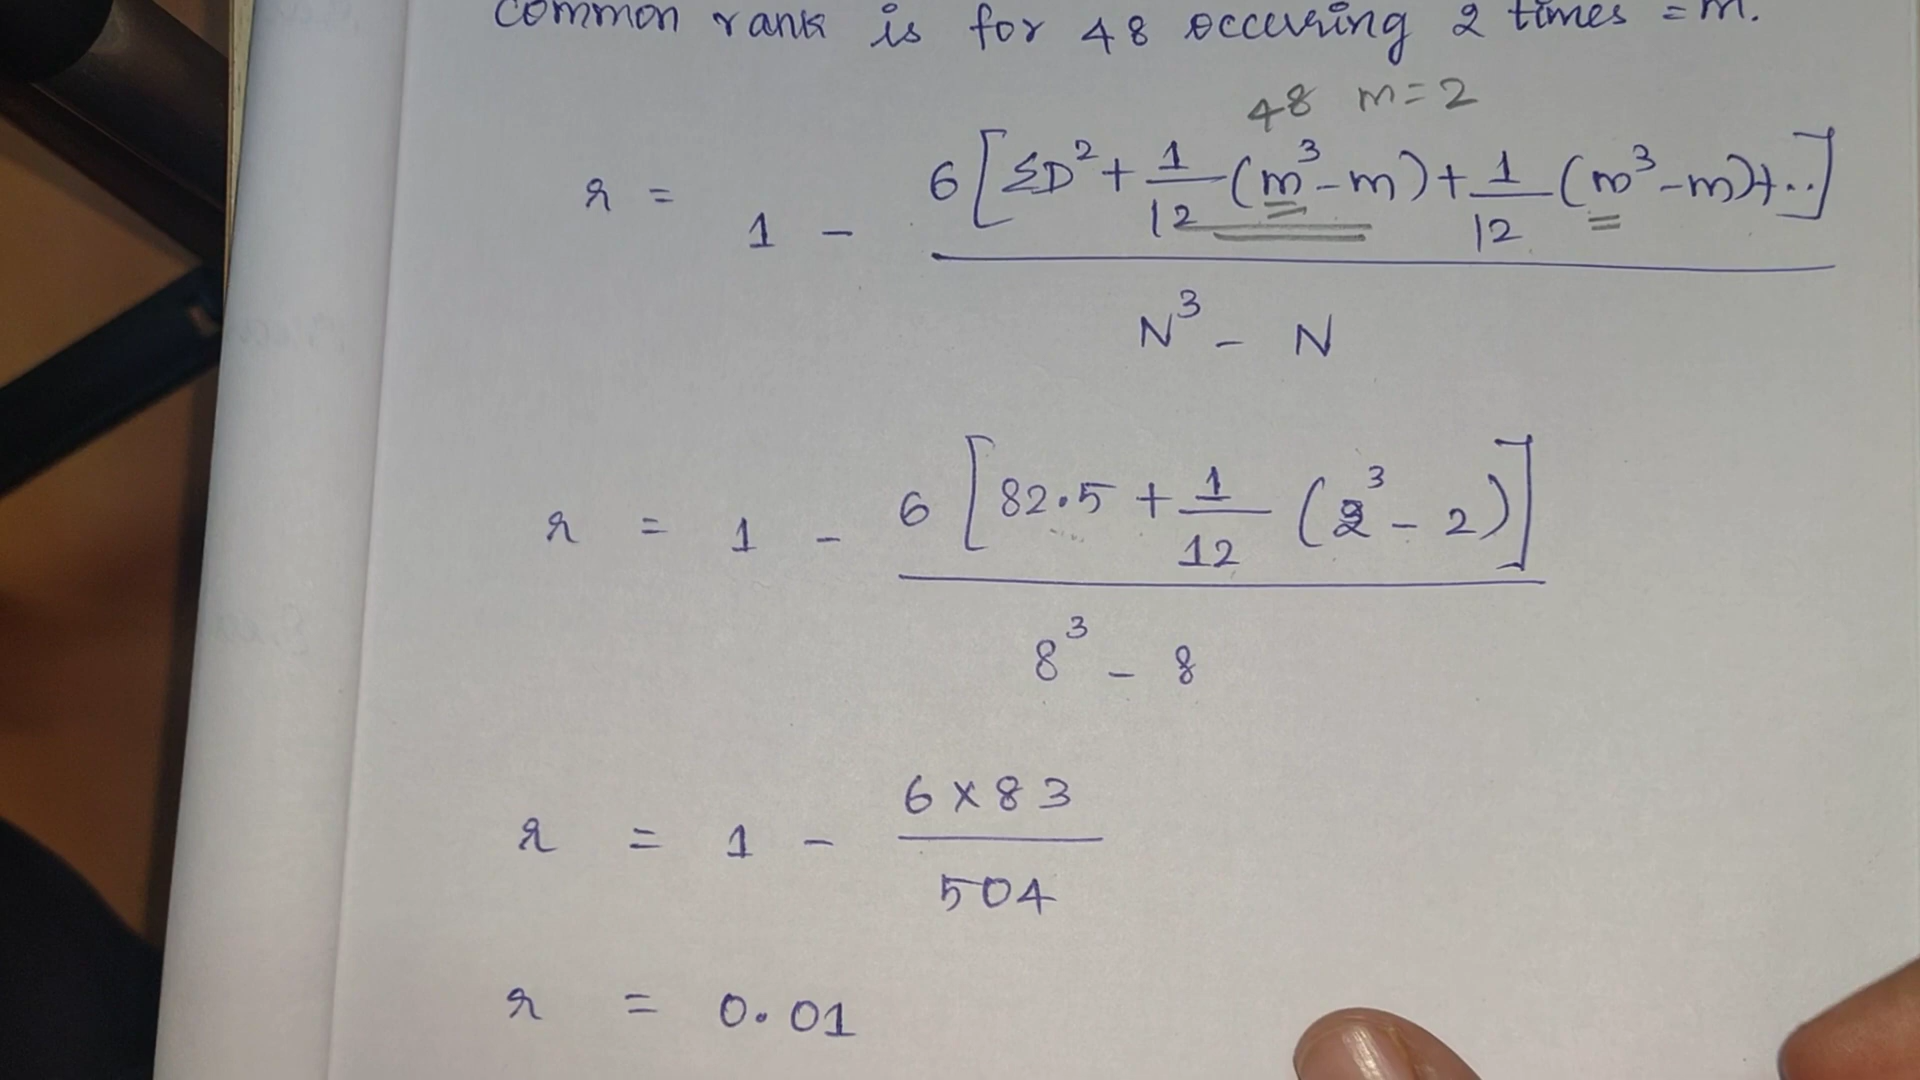 common rank is for 48 occuring 2 times = m.
48 m=2
r = 1 - 6[ΣD²+1/12(m³-m)+1/12(m³-m)+..] / N³ - N
r = 1 - 6[82.5+1/12(2³-2)] / 8³ - 8
r = 1 - 6×83 / 504
r = 0.01